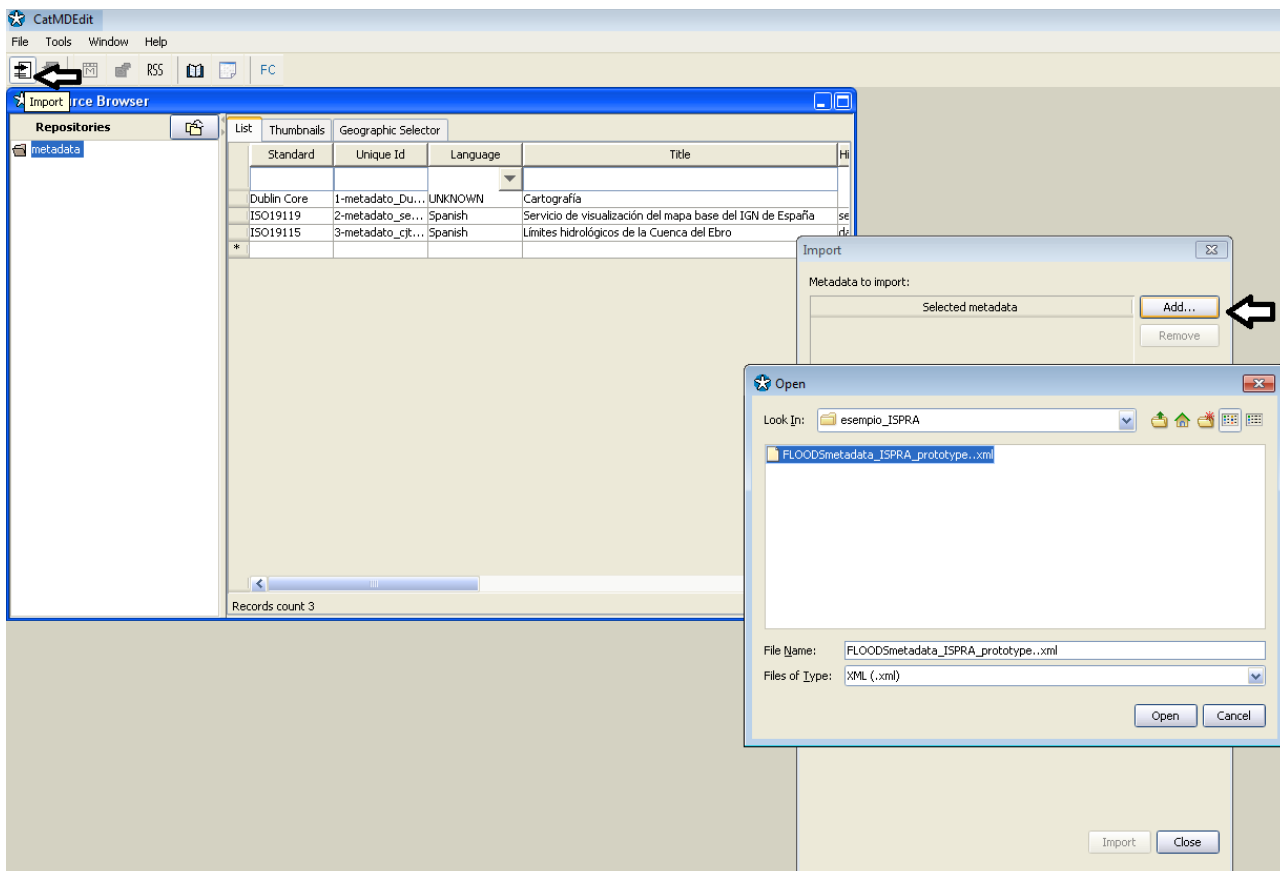 CatMDEdit
File Tools Window Help
RSS FC
Import rce Browser
Repositories
metadata
List Thumbnails Geographic Selector
Standard Unique Id Language Title Hi
Dublin Core 1-metadato_Du... UNKNOWN Cartografía
ISO19119 2-metadato_se... Spanish Servicio de visualización del mapa base del IGN de España se
ISO19115 3-metadato_cjt... Spanish Límites hidrológicos de la Cuenca del Ebro da
*
Records count 3
Import
Metadata to import:
Selected metadata
Add...
Remove
Open
Look In: esempio_ISPRA
FLOODSmetadata_ISPRA_prototype..xml
File Name: FLOODSmetadata_ISPRA_prototype..xml
Files of Type: XML (.xml)
Open Cancel
Import Close